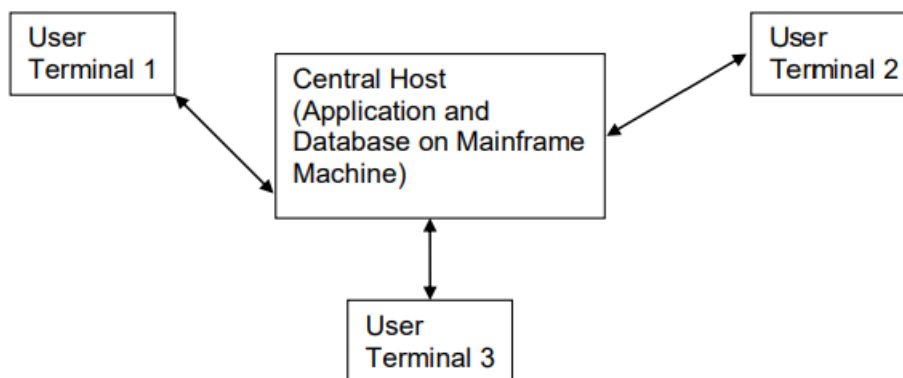 User
Terminal 1
Central Host
(Application and
Database on Mainframe
Machine)
User
Terminal 2
User
Terminal 3